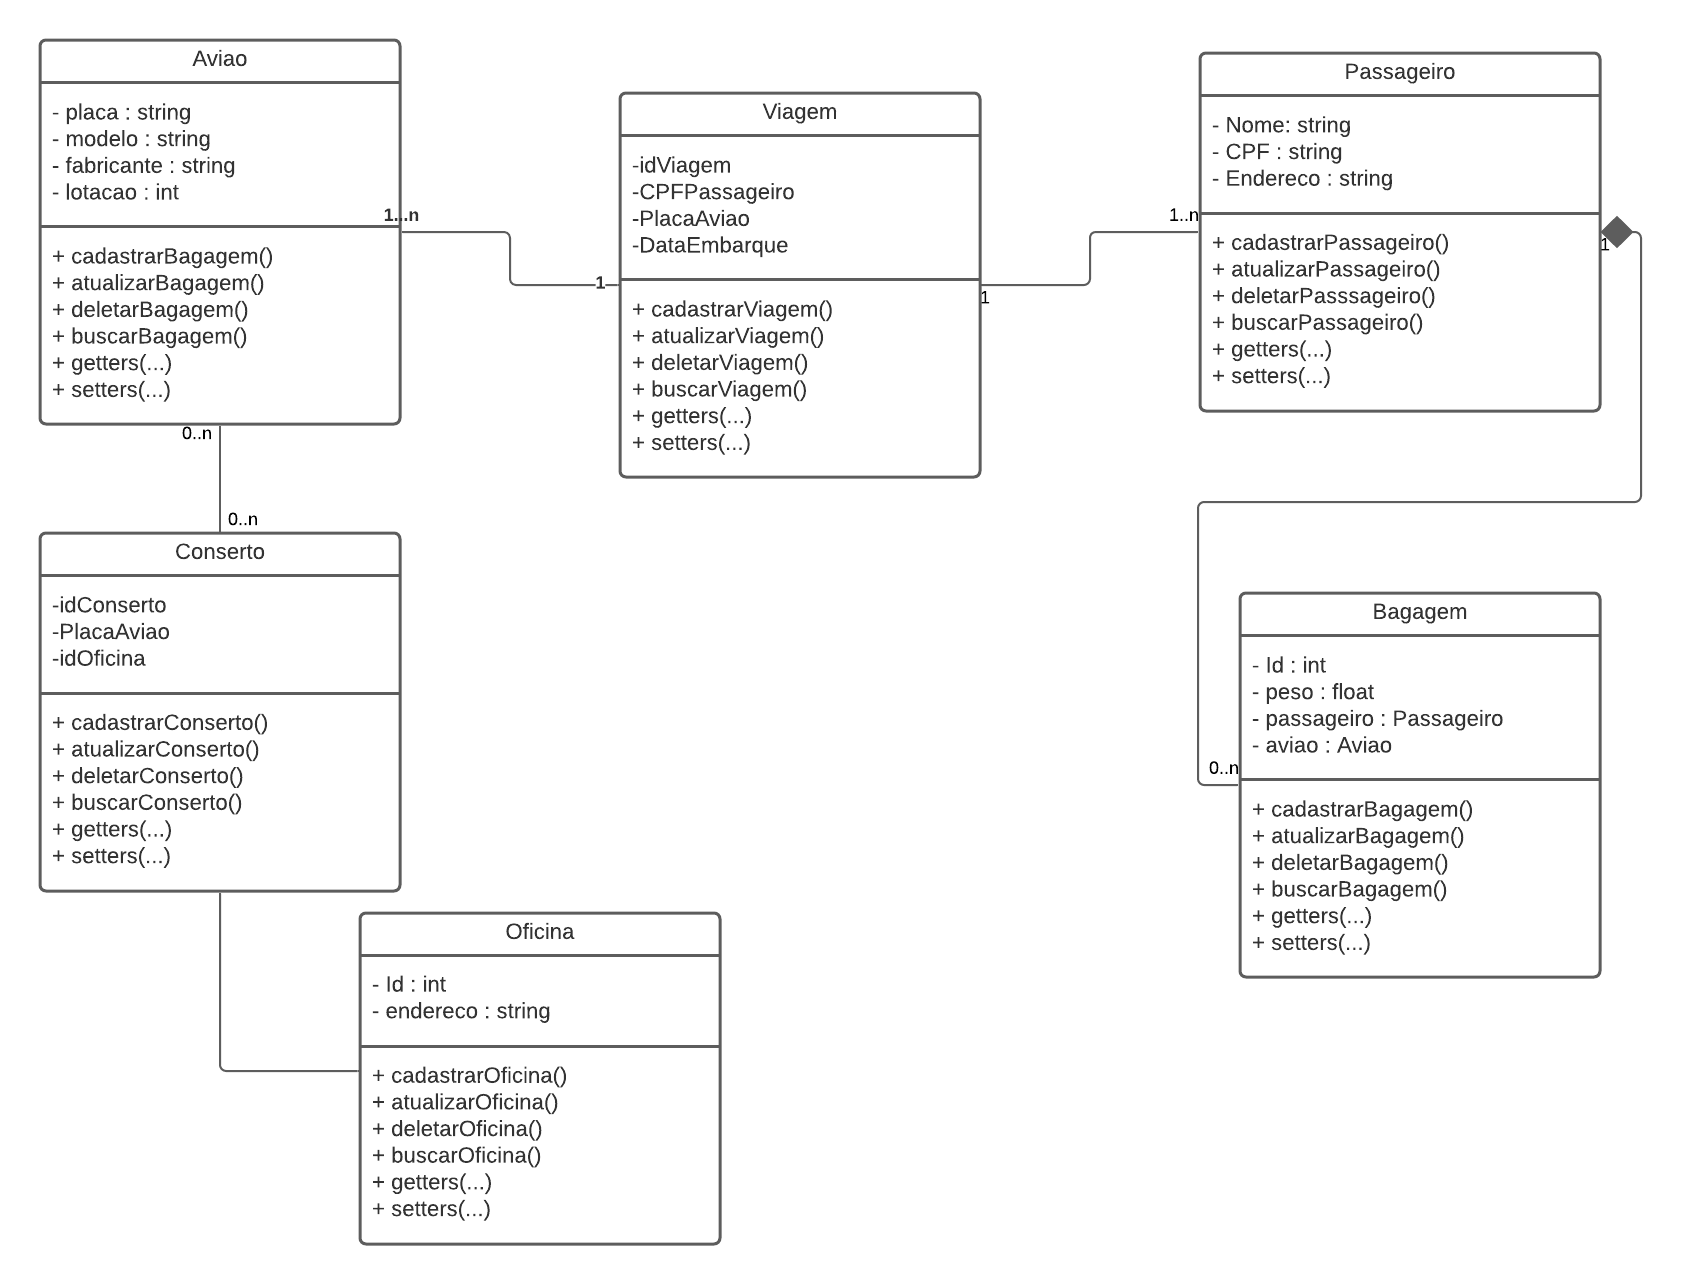 Aviao
- placa : string
- modelo : string
- fabricante : string
- lotacao : int
+ cadastrarBagagem()
+ atualizarBagagem()
+ deletarBagagem()
+ buscarBagagem()
+ getters(...)
+ setters(...)
1...n
1
Viagem
-idViagem
-CPFPassageiro
-PlacaAviao
-DataEmbarque
+ cadastrarViagem()
+ atualizarViagem()
+ deletarViagem()
+ buscarViagem()
+ getters(...)
+ setters(...)
1
1..n
Passageiro
- Nome: string
- CPF : string
- Endereco : string
+ cadastrarPassageiro()
+ atualizarPassageiro()
+ deletarPasssageiro()
+ buscarPassageiro()
+ getters(...)
+ setters(...)
1
0..n
0..n
Conserto
-idConserto
-PlacaAviao
-idOficina
+ cadastrarConserto()
+ atualizarConserto()
+ deletarConserto()
+ buscarConserto()
+ getters(...)
+ setters(...)
0..n
Bagagem
- Id : int
- peso : float
- passageiro : Passageiro
- aviao : Aviao
+ cadastrarBagagem()
+ atualizarBagagem()
+ deletarBagagem()
+ buscarBagagem()
+ getters(...)
+ setters(...)
Oficina
- Id : int
- endereco : string
+ cadastrarOficina()
+ atualizarOficina()
+ deletarOficina()
+ buscarOficina()
+ getters(...)
+ setters(...)